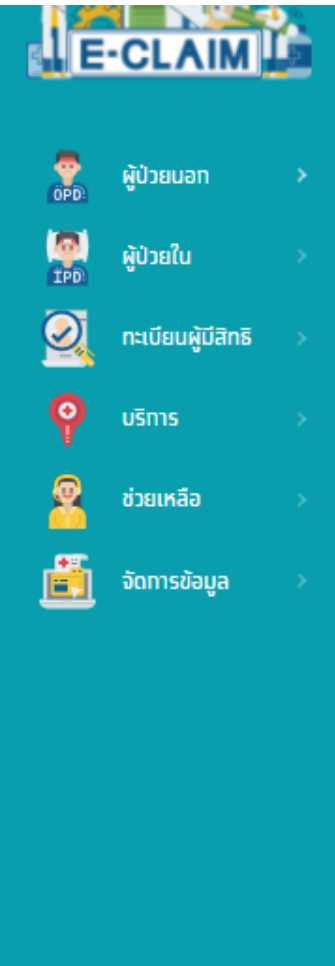 E-CLAIM
OPD
ผู้ป่วยนอก
IPD
ผู้ป่วยใน
ทะเบียนผู้มีสิทธิ
บริการ
ช่วยเหลือ
จัดการข้อมูล